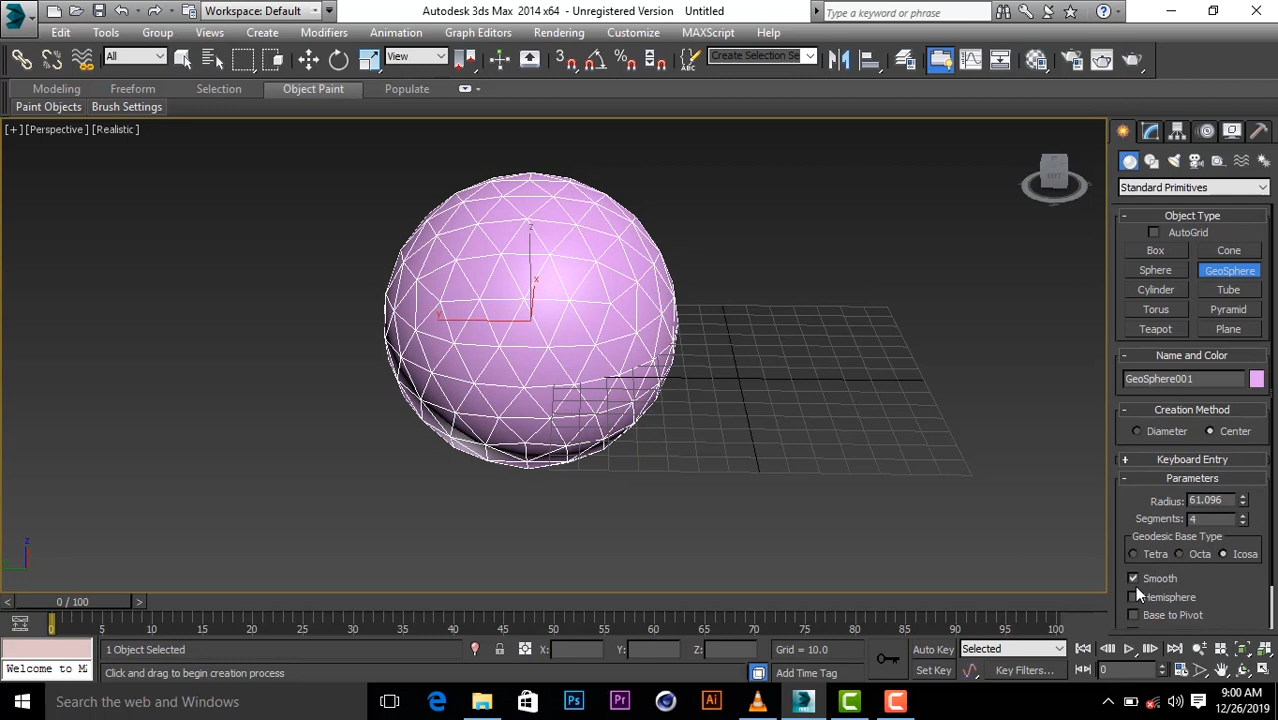 Workspace: Default
Autodesk 3ds Max  2014 x64   - Unregistered Version    Untitled
Type a keyword or phrase
Edit Tools Group Views Create Modifiers Animation Graph Editors Rendering Customize MAXScript Help
All View Create Selection Se
Modeling Freeform Selection Object Paint Populate
Paint Objects Brush Settings
[+] [Perspective] [Realistic]
z
x
y
LEFT
Standard Primitives
- Object Type
AutoGrid
Box Cone
Sphere GeoSphere
Cylinder Tube
Torus Pyramid
Teapot Plane
- Name and Color
GeoSphere001
- Creation Method
Diameter Center
+ Keyboard Entry
- Parameters
Radius: 61.096
Segments: 4
Geodesic Base Type
Tetra Octa Icosa
Smooth
Hemisphere
Base to Pivot
z
< 0 / 100 >
0 5 10 15 20 25 30 35 40 45 50 55 60 65 70 75 80 85 90 95 100
1 Object Selected X: Y: Z: Grid = 10.0 Auto Key Selected
Welcome to M Click and drag to begin creation process Add Time Tag Set Key Key Filters... 0
Search the web and Windows
Ps Pr Ai
9:00 AM
12/26/2019